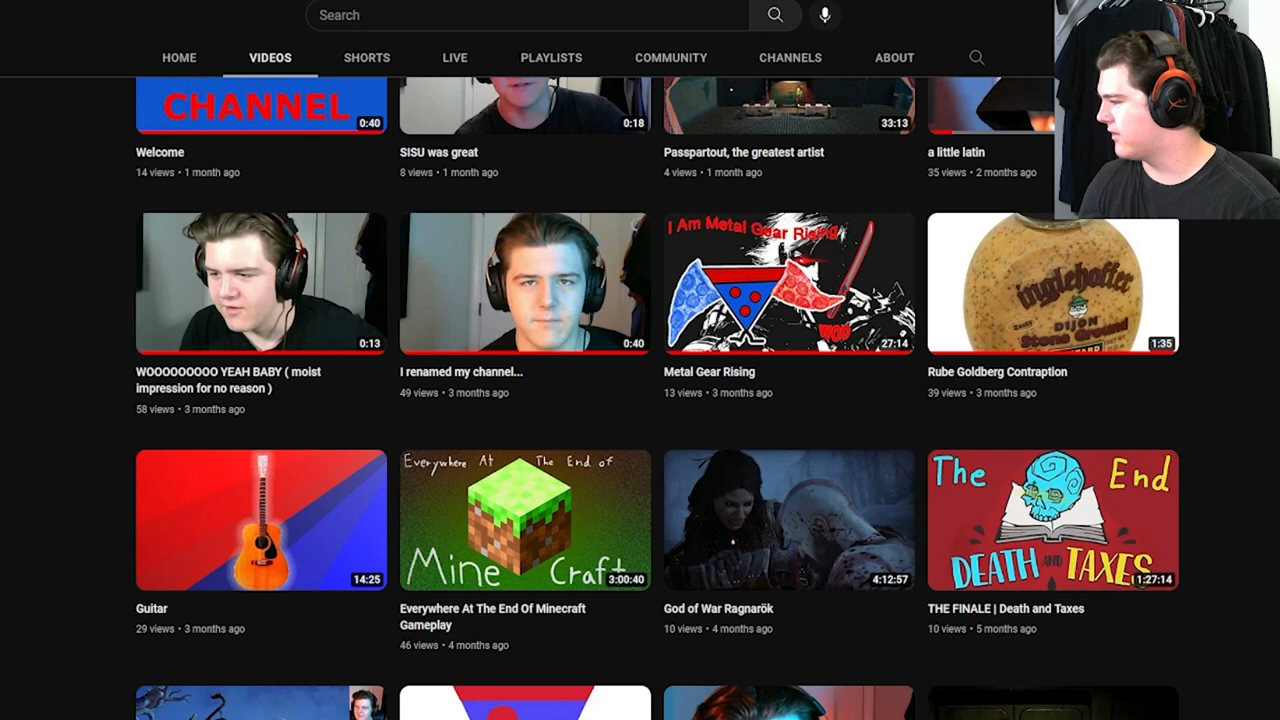 Search
HOME VIDEOS SHORTS LIVE PLAYLISTS COMMUNITY CHANNELS ABOUT
CHANNEL
0:40
0:18
33:13
Welcome
14 views • 1 month ago
SISU was great
8 views • 1 month ago
Passpartout, the greatest artist
4 views • 1 month ago
a little latin
35 views • 2 months ago
0:13
0:40
I Am Metal Gear Rising
WOW
27:14
inglehoffer
DIJON
Stone Ground
1:35
WOOOOOOOOO YEAH BABY ( moist
impression for no reason )
58 views • 3 months ago
I renamed my channel...
49 views • 3 months ago
Metal Gear Rising
13 views • 3 months ago
Rube Goldberg Contraption
39 views • 3 months ago
14:25
Everywhere At The End of
Mine Craft
3:00:40
4:12:57
The End
DEATH AND TAXES
1:27:14
Guitar
29 views • 3 months ago
Everywhere At The End Of Minecraft
Gameplay
46 views • 4 months ago
God of War Ragnarök
10 views • 4 months ago
THE FINALE | Death and Taxes
10 views • 5 months ago